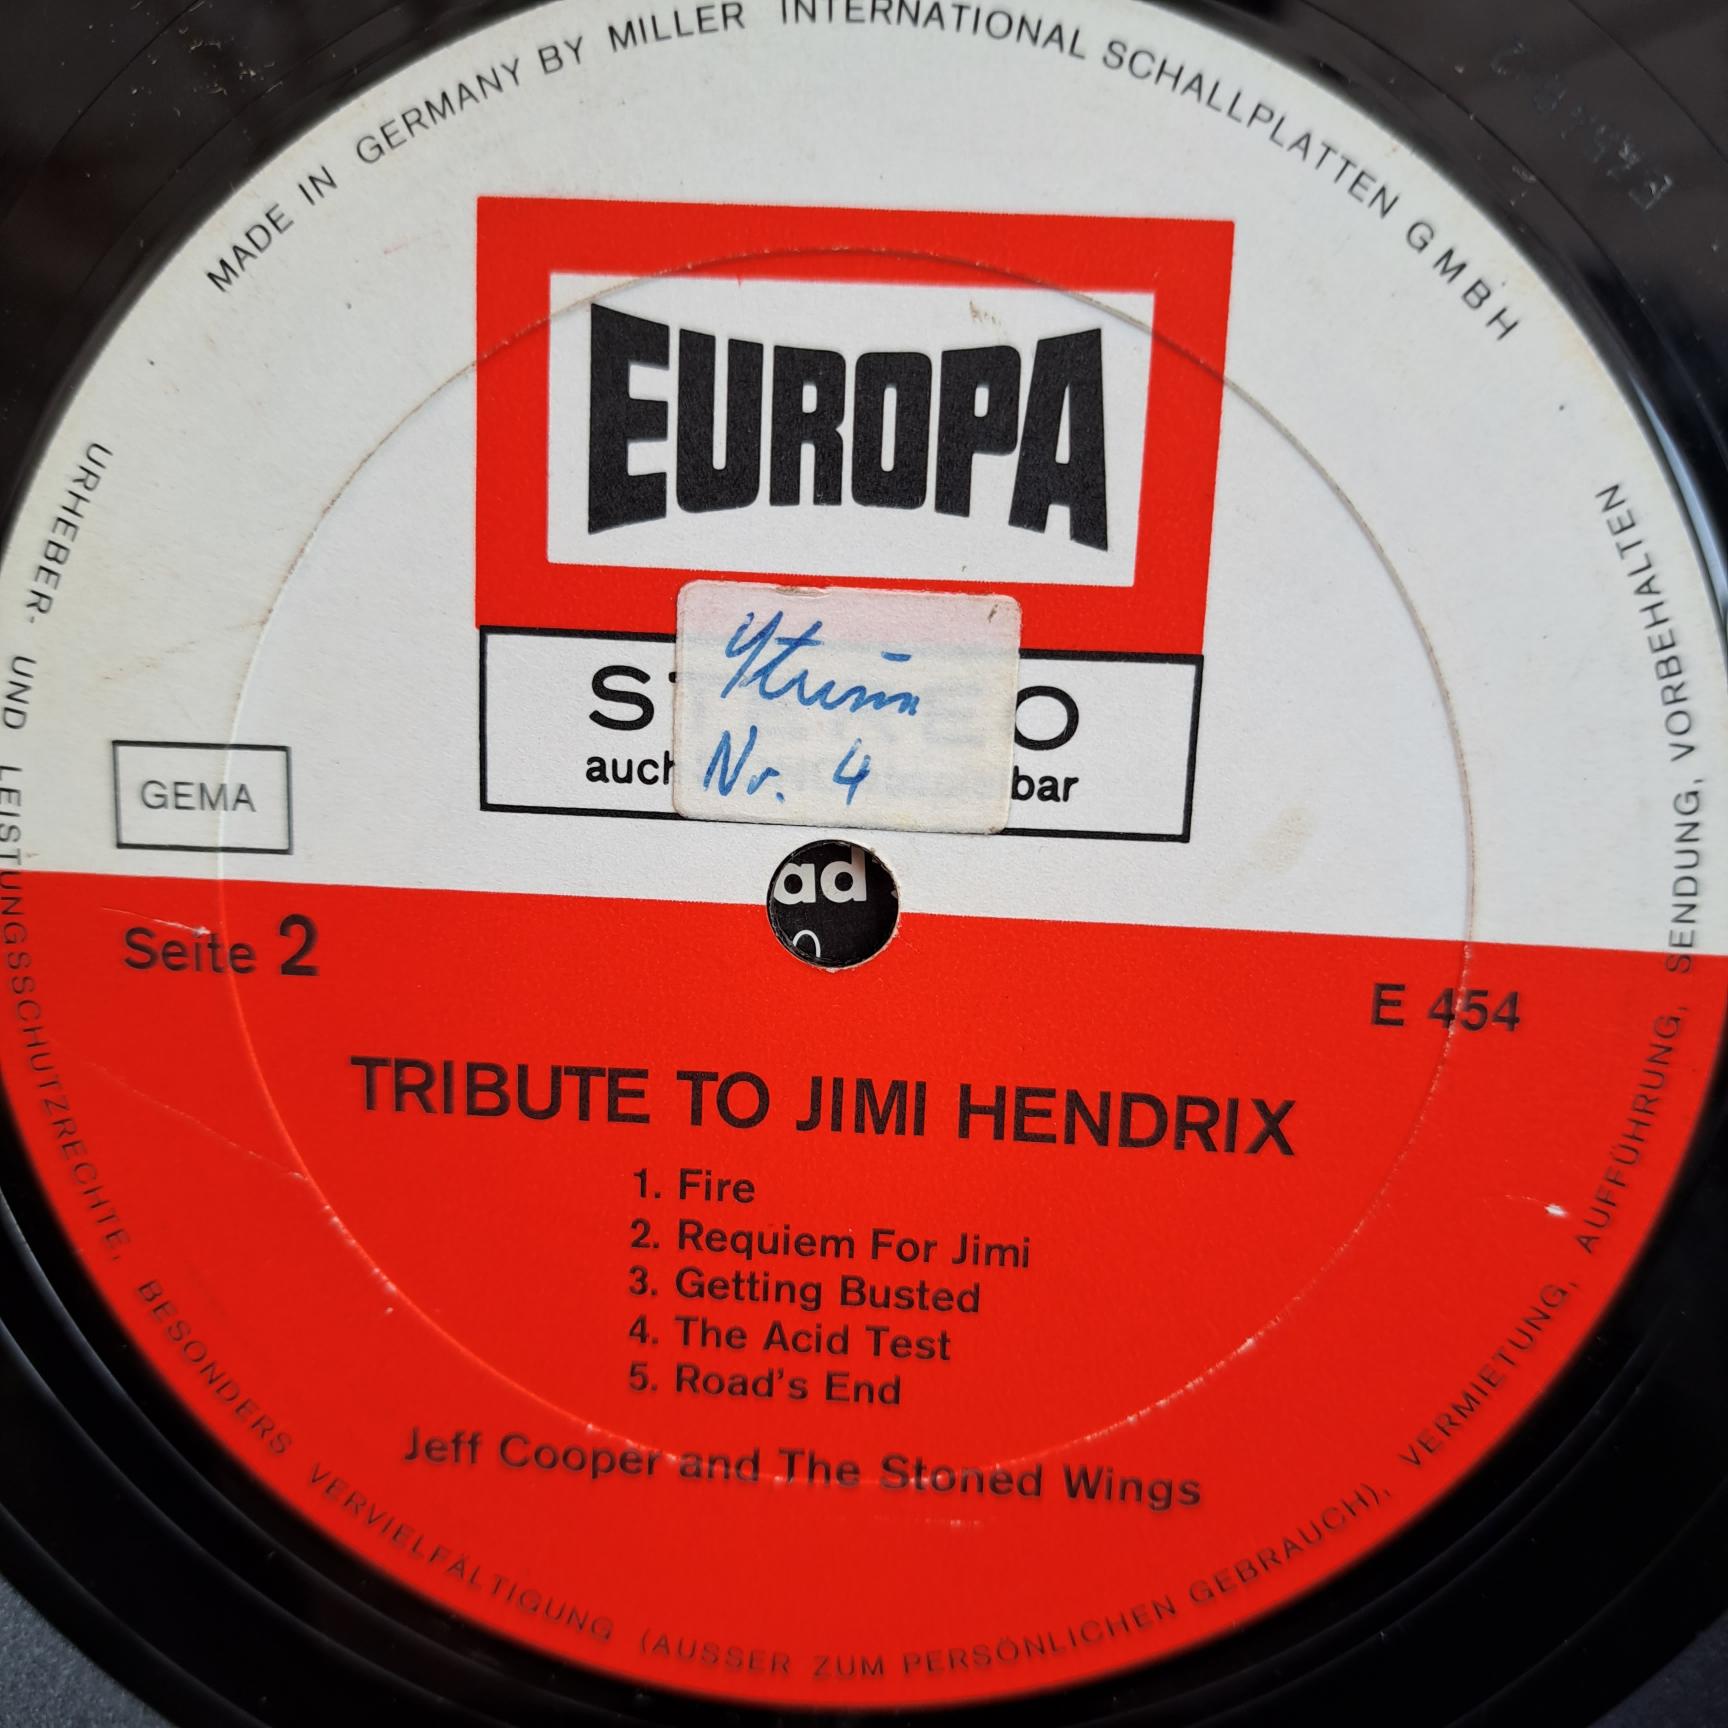 MADE IN GERMANY BY MILLER INTERNATIONAL SCHALLPLATTEN GMBH
EUROPA
Nr. 4
auch bar
GEMA
ad
Seite 2
E 454
TRIBUTE TO JIMI HENDRIX
1. Fire
2. Requiem For Jimi
3. Getting Busted
4. The Acid Test
5. Road's End
Jeff Cooper and The Stoned Wings
URHEBER- UND LEISTUNGSSCHUTZRECHTE, BESONDERS VERVIELFÄLTIGUNG (AUSSER ZUM PERSÖNLICHEN GEBRAUCH), VERMIETUNG, AUFFÜHRUNG, SENDUNG, VORBEHALTEN